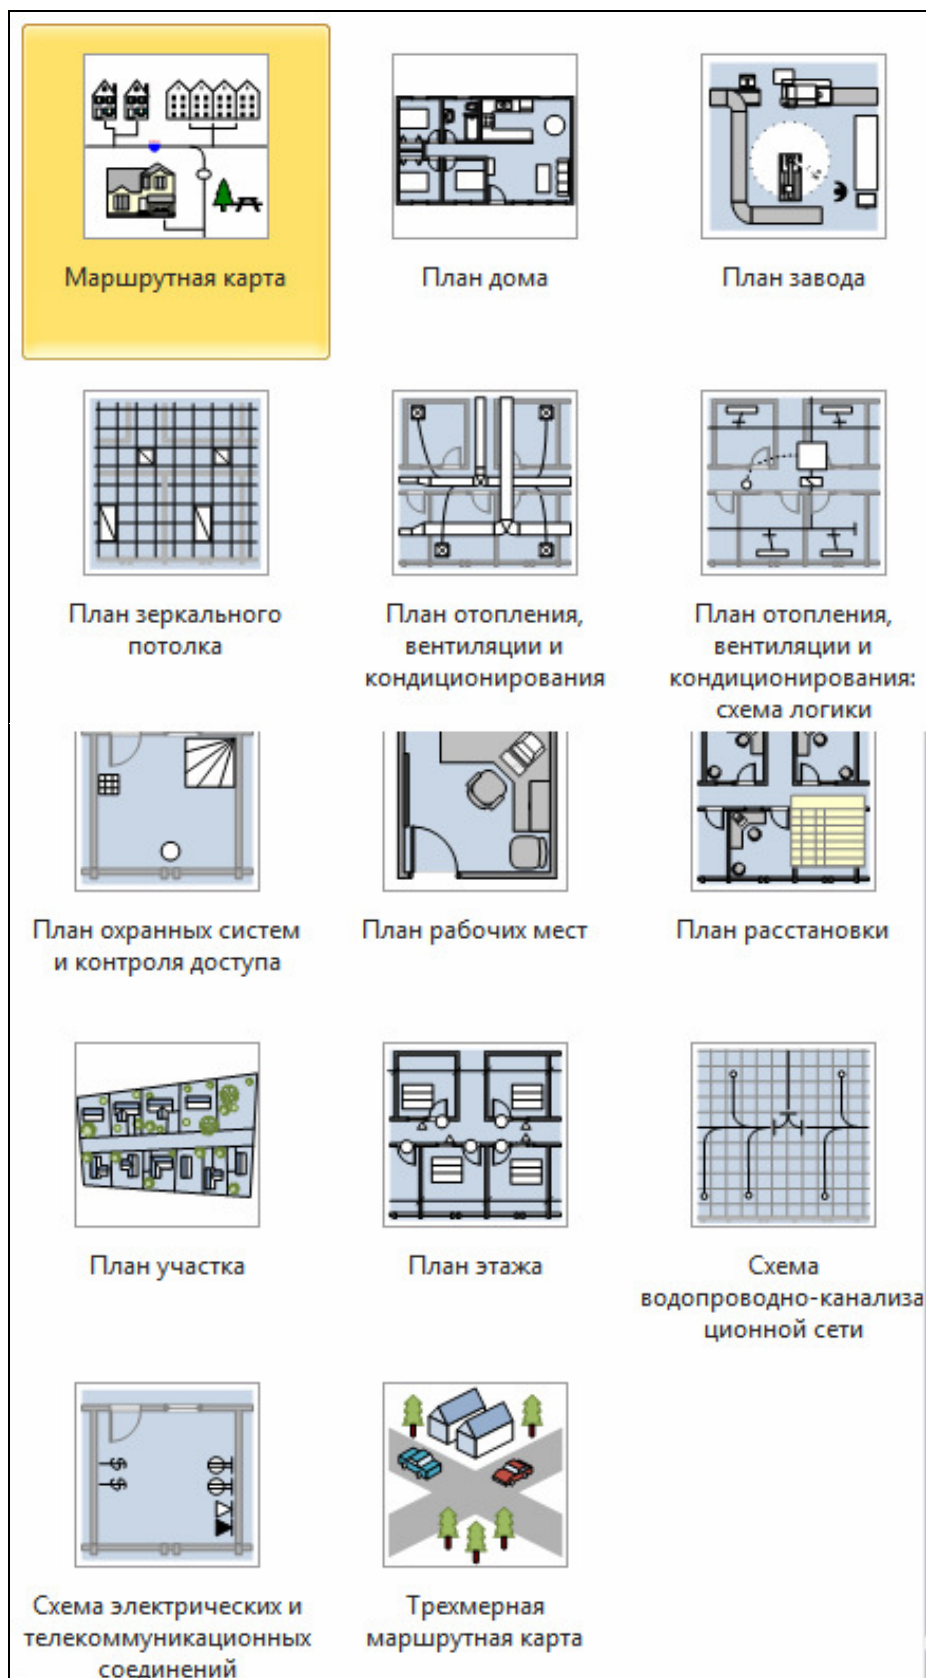 Маршрутная карта
План дома
План завода
План зеркального
потолка
План отопления,
вентиляции и
кондиционирования
План отопления,
вентиляции и
кондиционирования:
схема логики
План охранных систем
и контроля доступа
План рабочих мест
План расстановки
План участка
План этажа
Схема
водопроводно-канализа
ционной сети
Схема электрических и
телекоммуникационных
соединений
Трехмерная
маршрутная карта